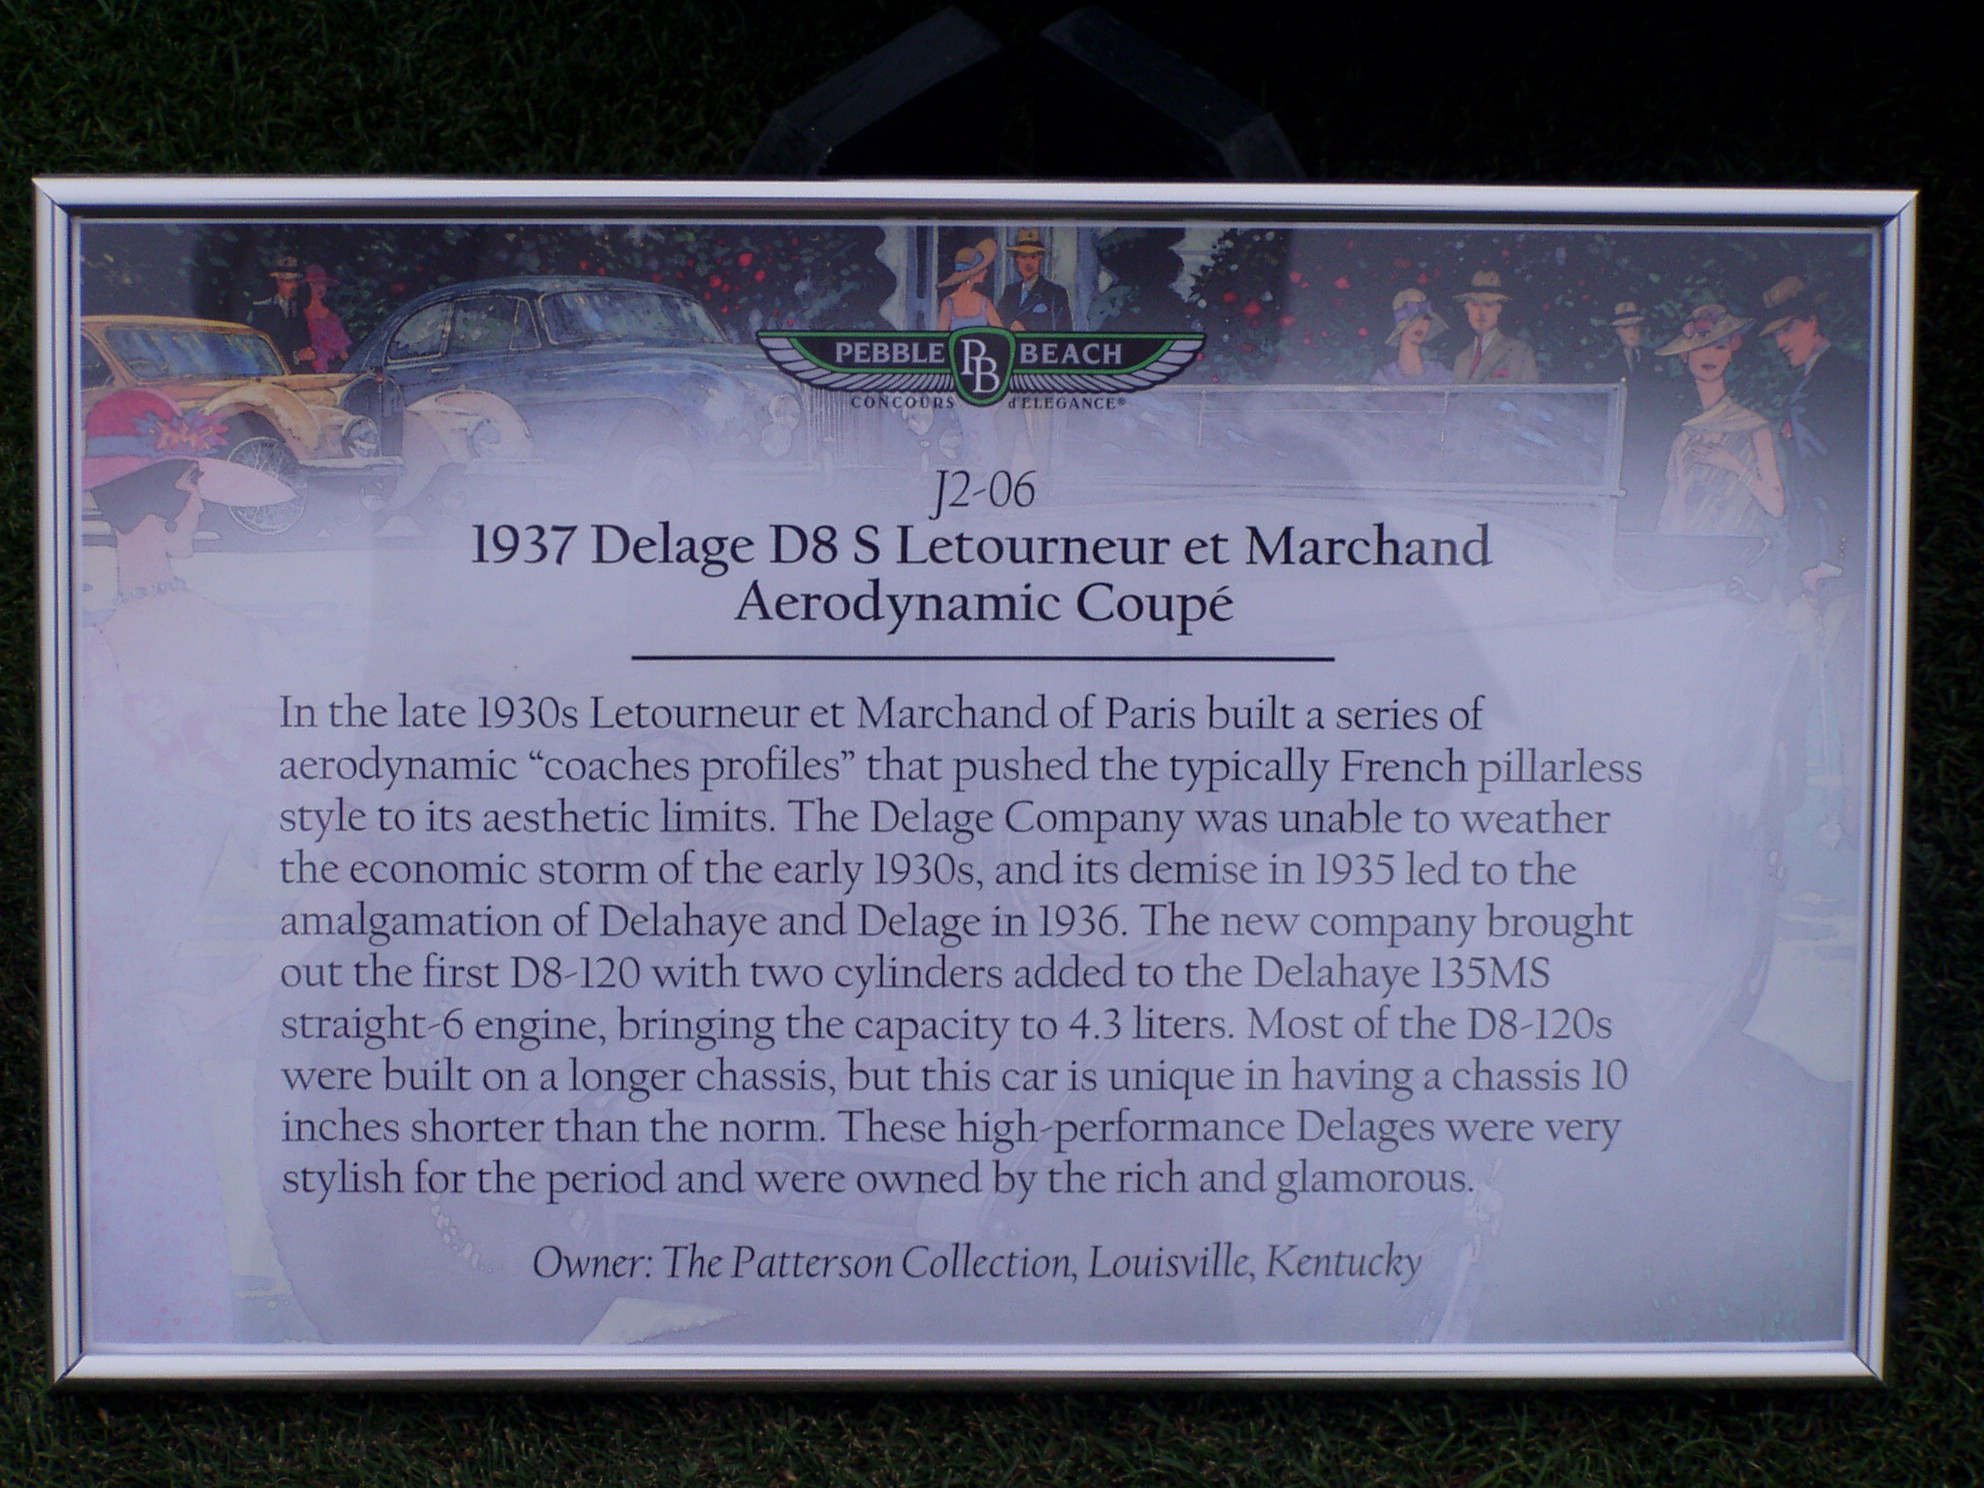 PEBBLE PB BEACH
CONCOURS d'ELEGANCE®
J2-06
1937 Delage D8 S Letourneur et Marchand
Aerodynamic Coupé
In the late 1930s Letourneur et Marchand of Paris built a series of
aerodynamic “coaches profiles” that pushed the typically French pillarless
style to its aesthetic limits. The Delage Company was unable to weather
the economic storm of the early 1930s, and its demise in 1935 led to the
amalgamation of Delahaye and Delage in 1936. The new company brought
out the first D8-120 with two cylinders added to the Delahaye 135MS
straight-6 engine, bringing the capacity to 4.3 liters. Most of the D8-120s
were built on a longer chassis, but this car is unique in having a chassis 10
inches shorter than the norm. These high-performance Delages were very
stylish for the period and were owned by the rich and glamorous.
Owner: The Patterson Collection, Louisville, Kentucky